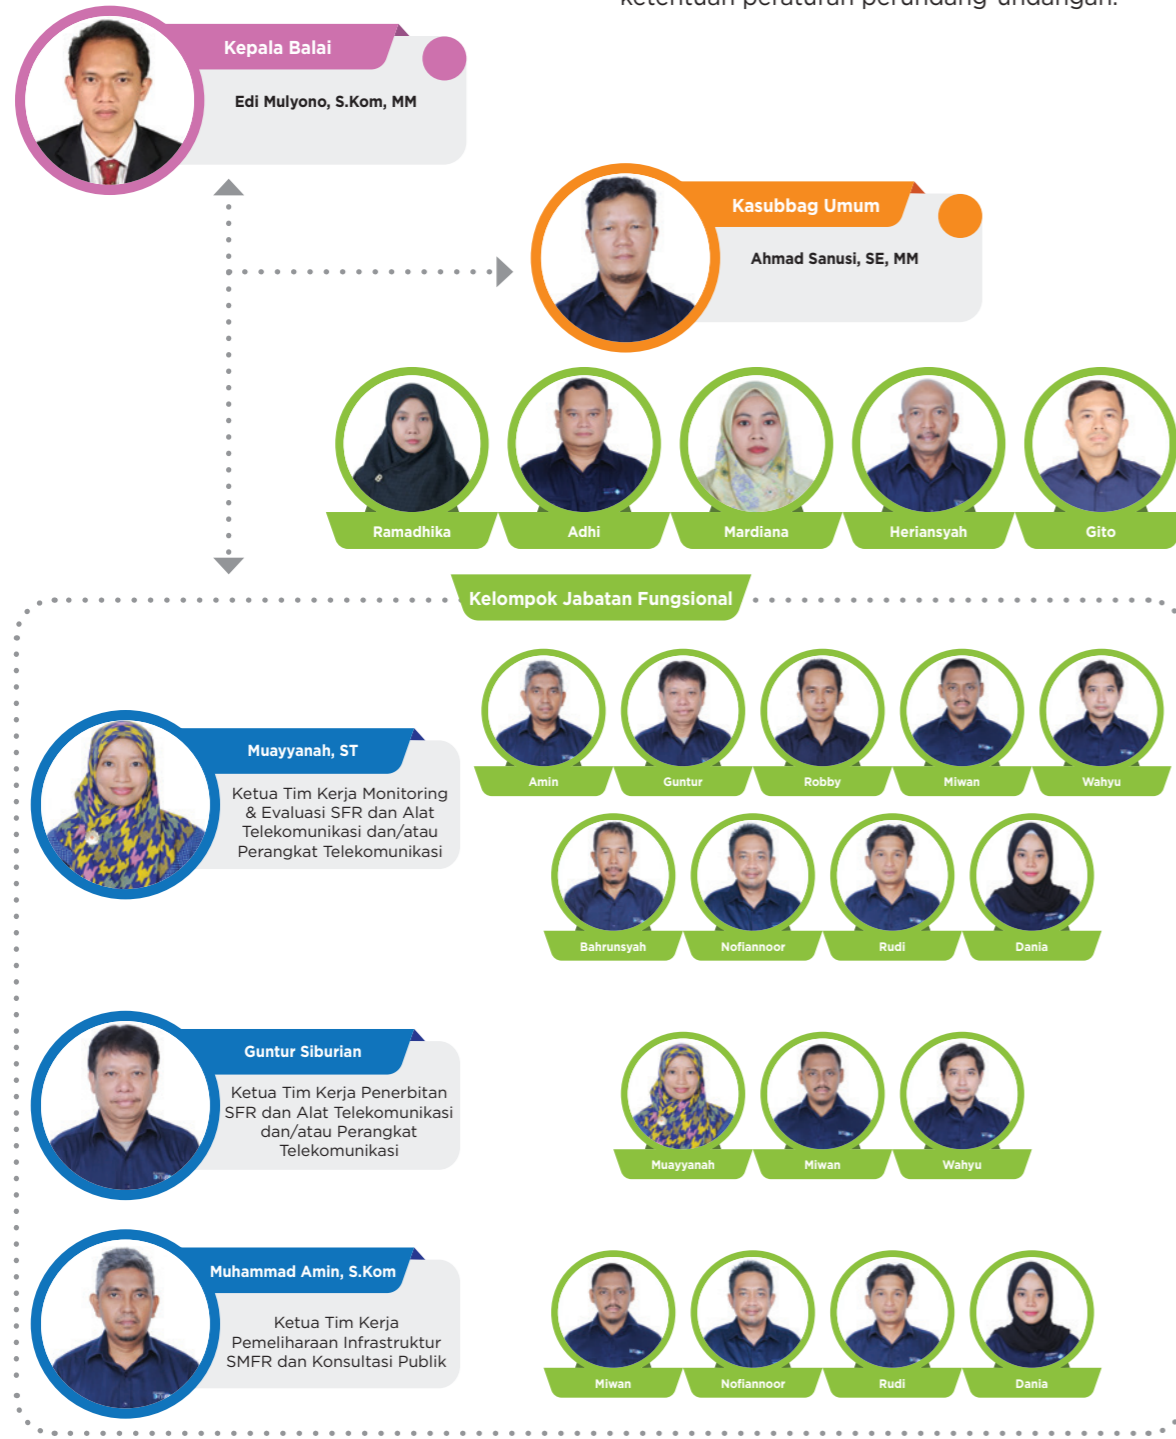 ketentuan peraturan perundang-undangan.
Kepala Balai
Edi Mulyono, S.Kom, MM
Kasubbag Umum
Ahmad Sanusi, SE, MM
Ramadhika
Adhi
Mardiana
Heriansyah
Gito
Kelompok Jabatan Fungsional
Muayyanah, ST
Ketua Tim Kerja Monitoring
& Evaluasi SFR dan Alat
Telekomunikasi dan/atau
Perangkat Telekomunikasi
Amin
Guntur
Robby
Miwan
Wahyu
Bahrunsyah
Nofiannoor
Rudi
Dania
Guntur Siburian
Ketua Tim Kerja Penerbitan
SFR dan Alat Telekomunikasi
dan/atau Perangkat
Telekomunikasi
Muayyanah
Miwan
Wahyu
Muhammad Amin, S.Kom
Ketua Tim Kerja
Pemeliharaan Infrastruktur
SMFR dan Konsultasi Publik
Miwan
Nofiannoor
Rudi
Dania